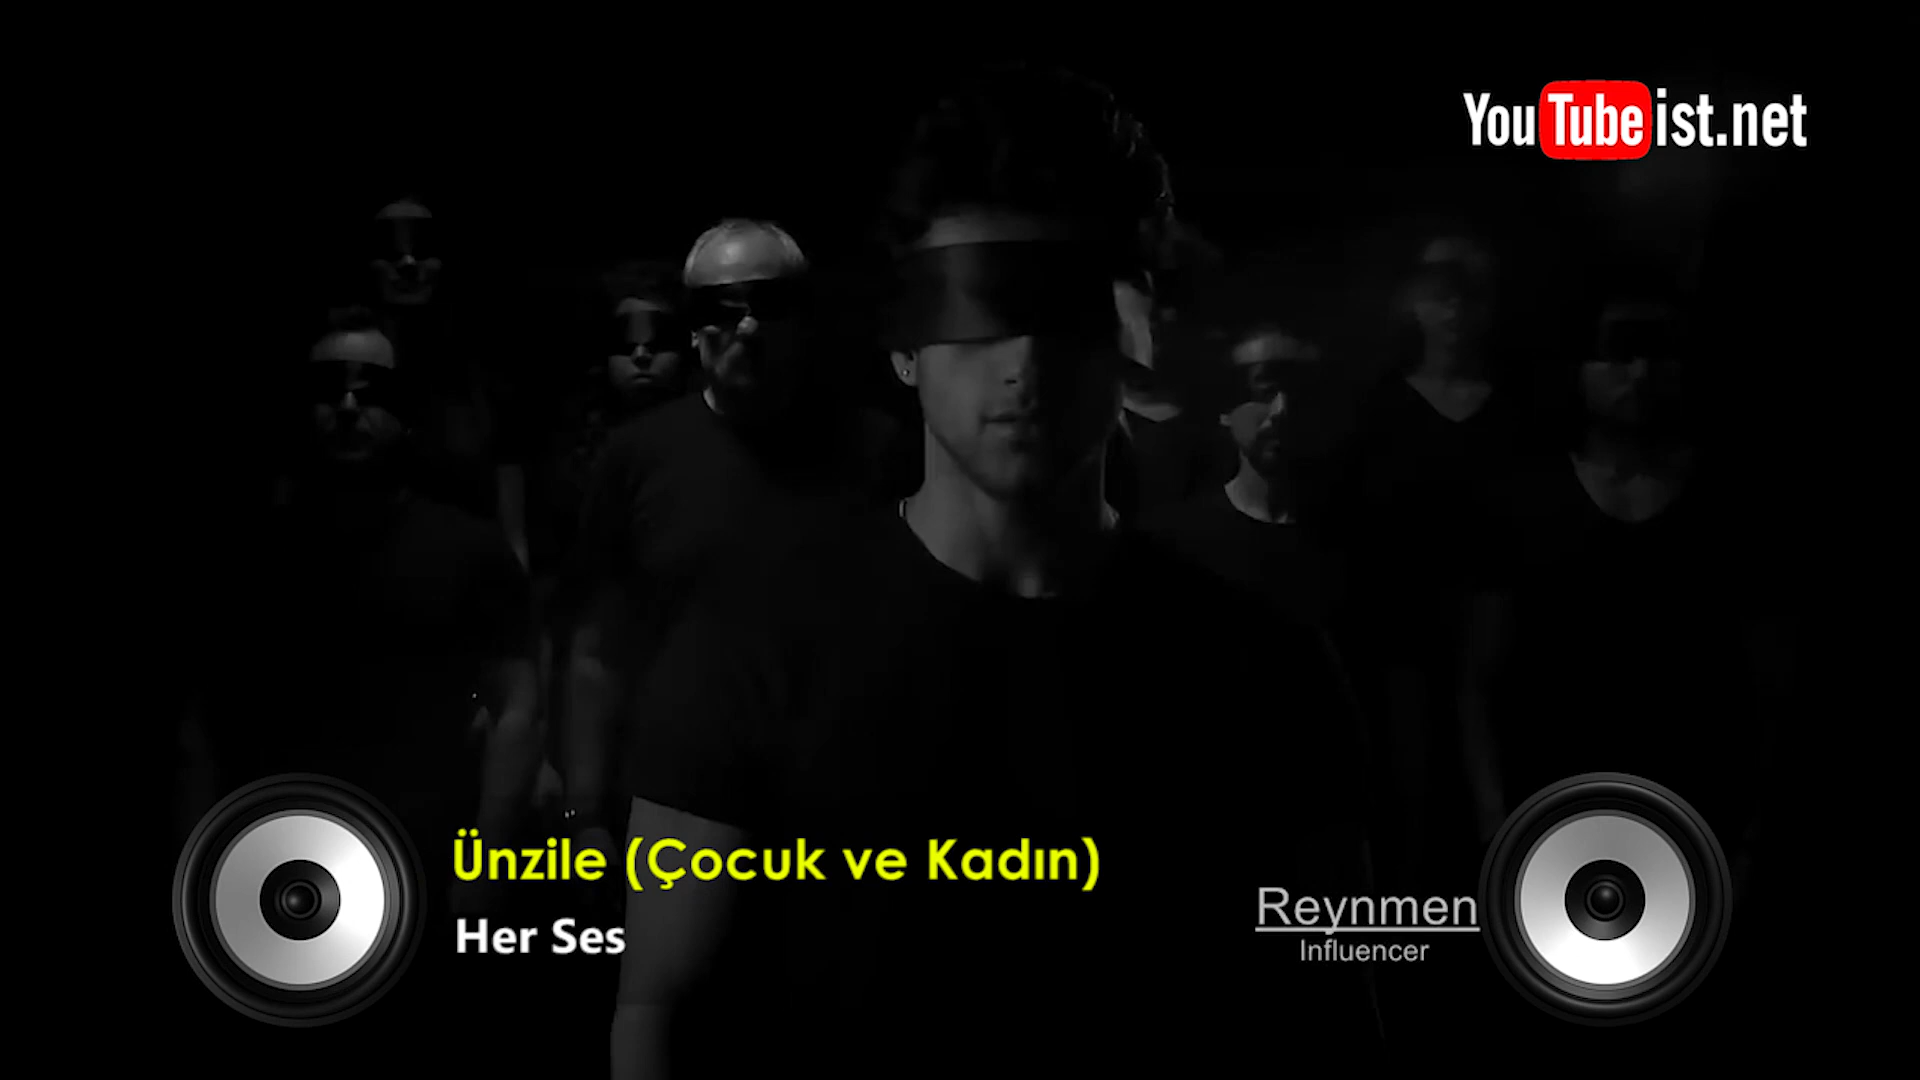 YouTubeist.net
Ünzile (Çocuk ve Kadın)
Her Ses
Reynmen
Influencer